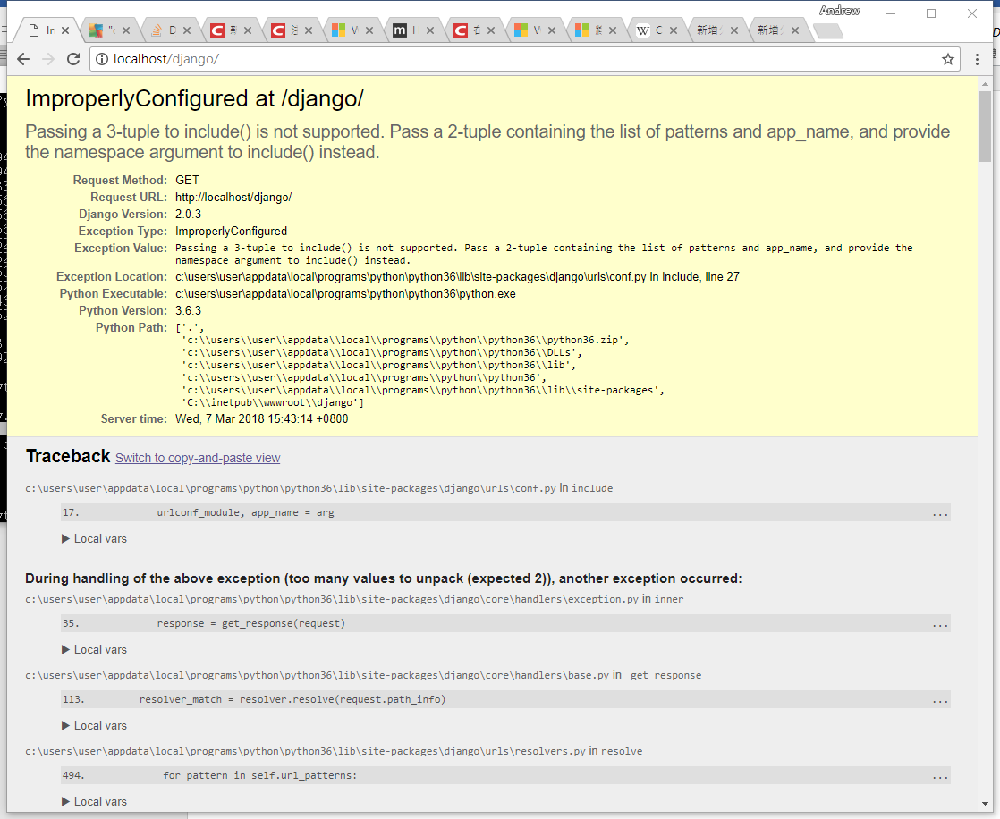 Andrew
In
"c
D
新
C
注
V
H
C
在
V
W C
新增分
新增分
localhost/django/
ImproperlyConfigured at /django/
Passing a 3-tuple to include() is not supported. Pass a 2-tuple containing the list of patterns and app_name, and provide
the namespace argument to include() instead.
Request Method: GET
Request URL: http://localhost/django/
Django Version: 2.0.3
Exception Type: ImproperlyConfigured
Exception Value: Passing a 3-tuple to include() is not supported. Pass a 2-tuple containing the list of patterns and app_name, and provide the
namespace argument to include() instead.
Exception Location: c:\users\user\appdata\local\programs\python\python36\lib\site-packages\django\urls\conf.py in include, line 27
Python Executable: c:\users\user\appdata\local\programs\python\python36\python.exe
Python Version: 3.6.3
Python Path: ['.',
'c:\\users\\user\\appdata\\local\\programs\\python\\python36\\python36.zip',
'c:\\users\\user\\appdata\\local\\programs\\python\\python36\\DLLs',
'c:\\users\\user\\appdata\\local\\programs\\python\\python36\\lib',
'c:\\users\\user\\appdata\\local\\programs\\python\\python36',
'c:\\users\\user\\appdata\\local\\programs\\python\\python36\\lib\\site-packages',
'C:\\inetpub\\wwwroot\\django']
Server time: Wed, 7 Mar 2018 15:43:14 +0800
Traceback Switch to copy-and-paste view
c:\users\user\appdata\local\programs\python\python36\lib\site-packages\django\urls\conf.py in include
17. urlconf_module, app_name = arg ...
▶ Local vars
During handling of the above exception (too many values to unpack (expected 2)), another exception occurred:
c:\users\user\appdata\local\programs\python\python36\lib\site-packages\django\core\handlers\exception.py in inner
35. response = get_response(request) ...
▶ Local vars
c:\users\user\appdata\local\programs\python\python36\lib\site-packages\django\core\handlers\base.py in _get_response
113. resolver_match = resolver.resolve(request.path_info) ...
▶ Local vars
c:\users\user\appdata\local\programs\python\python36\lib\site-packages\django\urls\resolvers.py in resolve
494. for pattern in self.url_patterns: ...
▶ Local vars